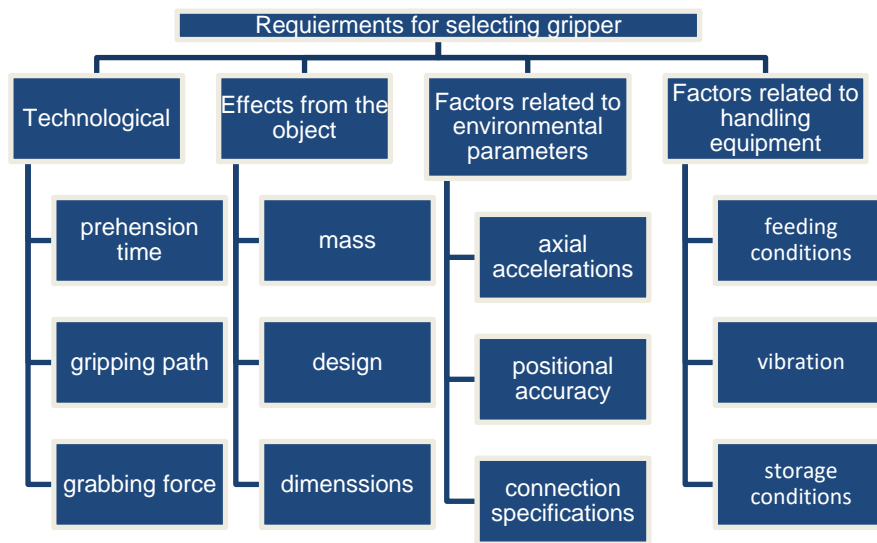 Requierments for selecting gripper
Technological
prehension
time
gripping path
grabbing force
Effects from the
object
mass
design
dimenssions
Factors related to
environmental
parameters
axial
accelerations
positional
accuracy
connection
specifications
Factors related to
handling
equipment
feeding
conditions
vibration
storage
conditions